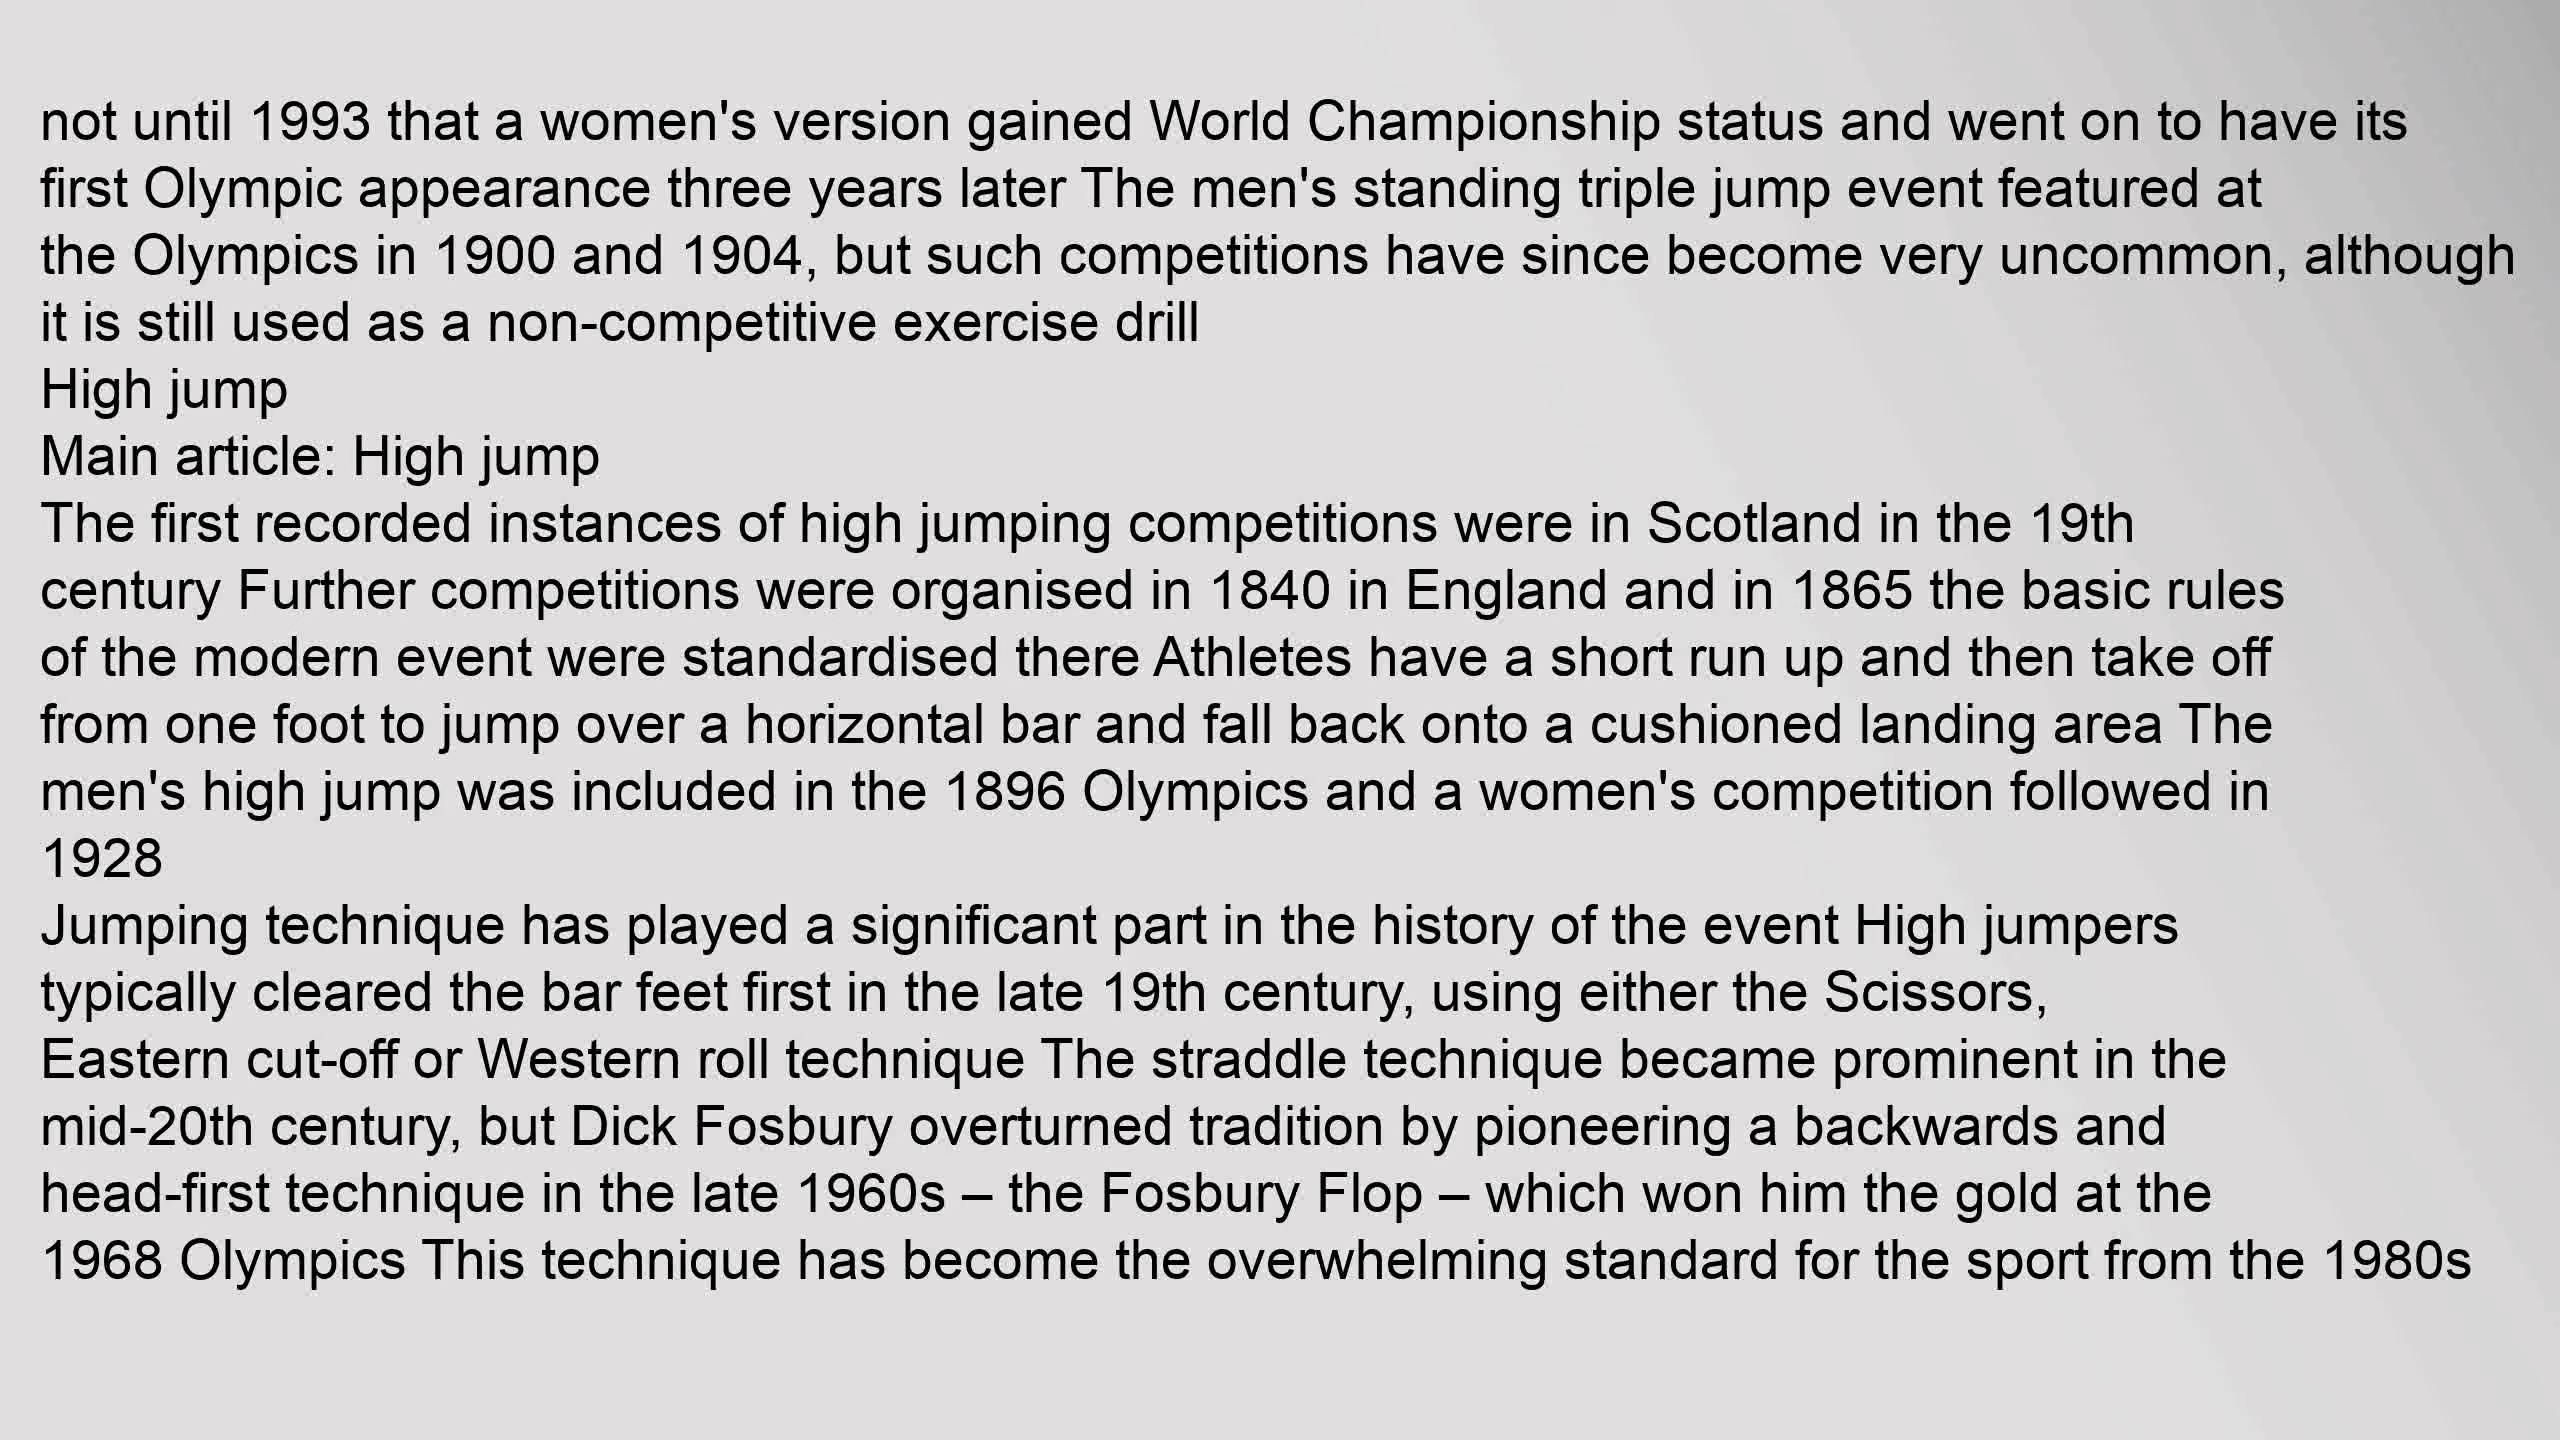 not until 1993 that a women's version gained World Championship status and went on to have its
first Olympic appearance three years later The men's standing triple jump event featured at
the Olympics in 1900 and 1904, but such competitions have since become very uncommon, although
it is still used as a non-competitive exercise drill
High jump
Main article: High jump
The first recorded instances of high jumping competitions were in Scotland in the 19th
century Further competitions were organised in 1840 in England and in 1865 the basic rules
of the modern event were standardised there Athletes have a short run up and then take off
from one foot to jump over a horizontal bar and fall back onto a cushioned landing area The
men's high jump was included in the 1896 Olympics and a women's competition followed in
1928
Jumping technique has played a significant part in the history of the event High jumpers
typically cleared the bar feet first in the late 19th century, using either the Scissors,
Eastern cut-off or Western roll technique The straddle technique became prominent in the
mid-20th century, but Dick Fosbury overturned tradition by pioneering a backwards and
head-first technique in the late 1960s – the Fosbury Flop – which won him the gold at the
1968 Olympics This technique has become the overwhelming standard for the sport from the 1980s